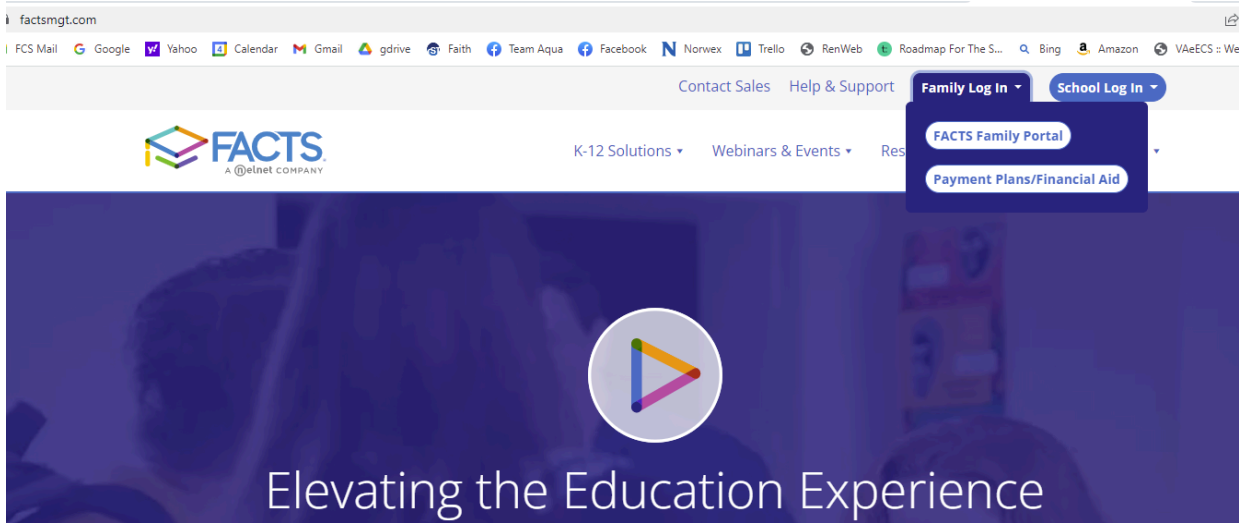 factsmgt.com
FCS Mail Google Yahoo Calendar Gmail gdrive Faith Team Aqua Facebook Norwex Trello RenWeb Roadmap For The S... Bing Amazon VAeECS :: We
Contact Sales Help & Support Family Log In School Log In
FACTS Family Portal
Payment Plans/Financial Aid
FACTS
A nelnet COMPANY
K-12 Solutions Webinars & Events Res
Elevating the Education Experience